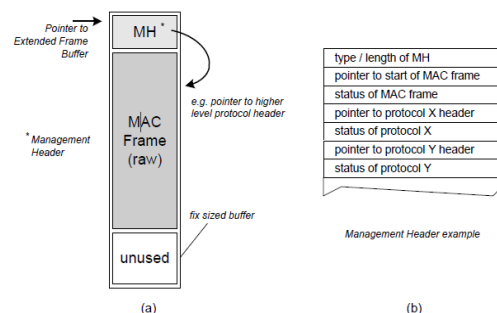 Pointer to
Extended Frame
Buffer
MH *
e.g. pointer to higher
level protocol header
* Management
Header
MAC
Frame
(raw)
fix sized buffer
unused
(a)
type / length of MH
pointer to start of MAC frame
status of MAC frame
pointer to protocol X header
status of protocol X
pointer to protocol Y header
status of protocol Y
Management Header example
(b)